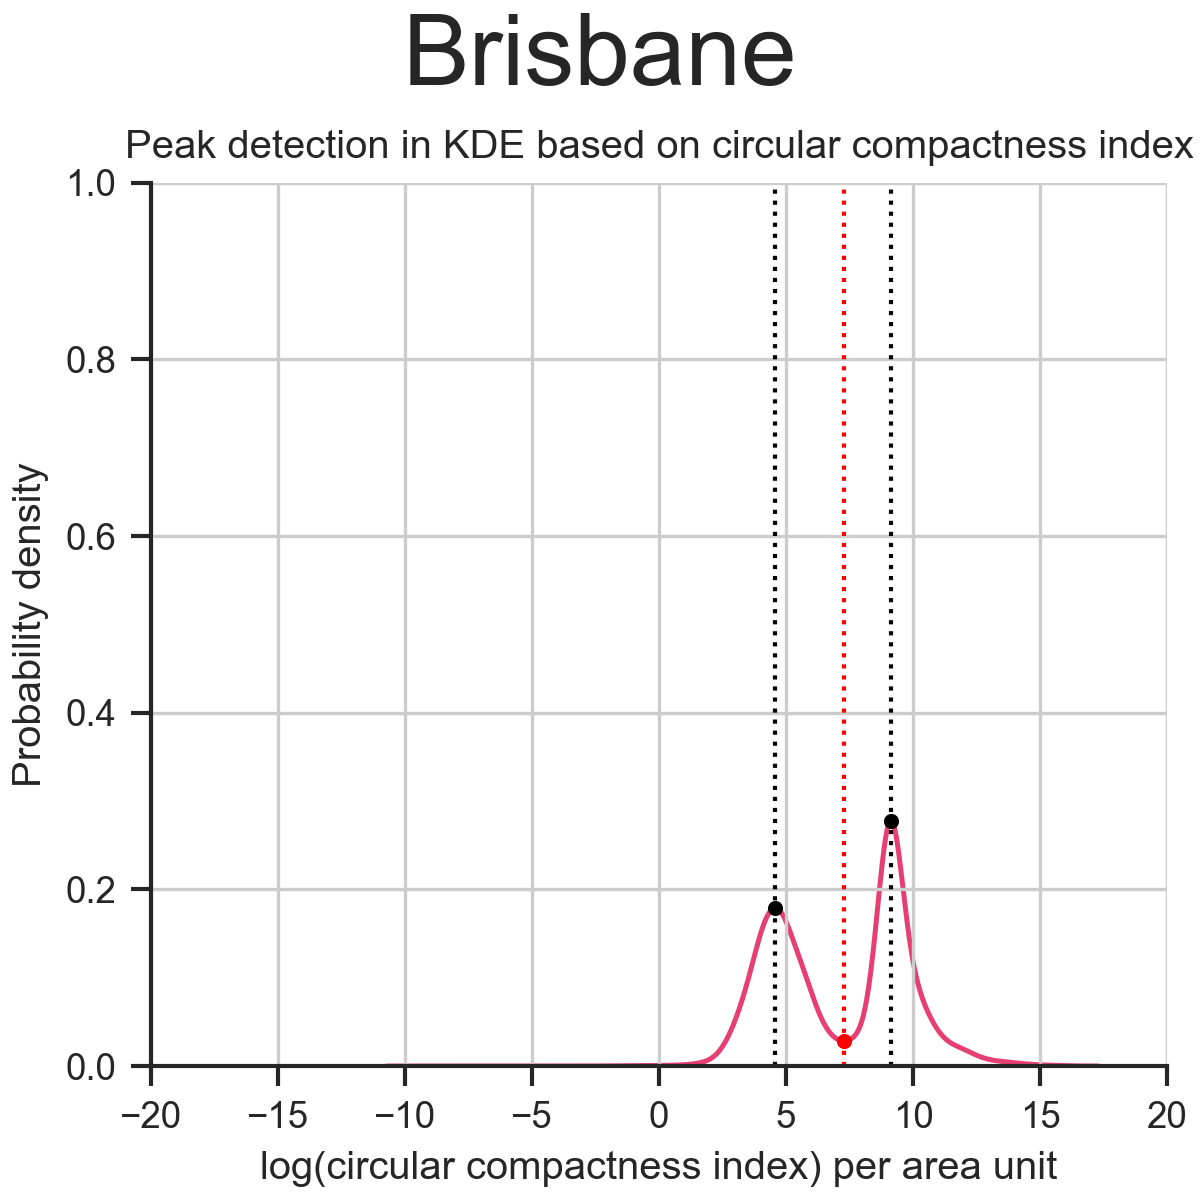 Brisbane
Peak detection in KDE based on circular compactness index
1.0
0.8
0.6
0.4
0.2
0.0
Probability density
−20 −15 −10 −5 0 5 10 15 20
log(circular compactness index) per area unit